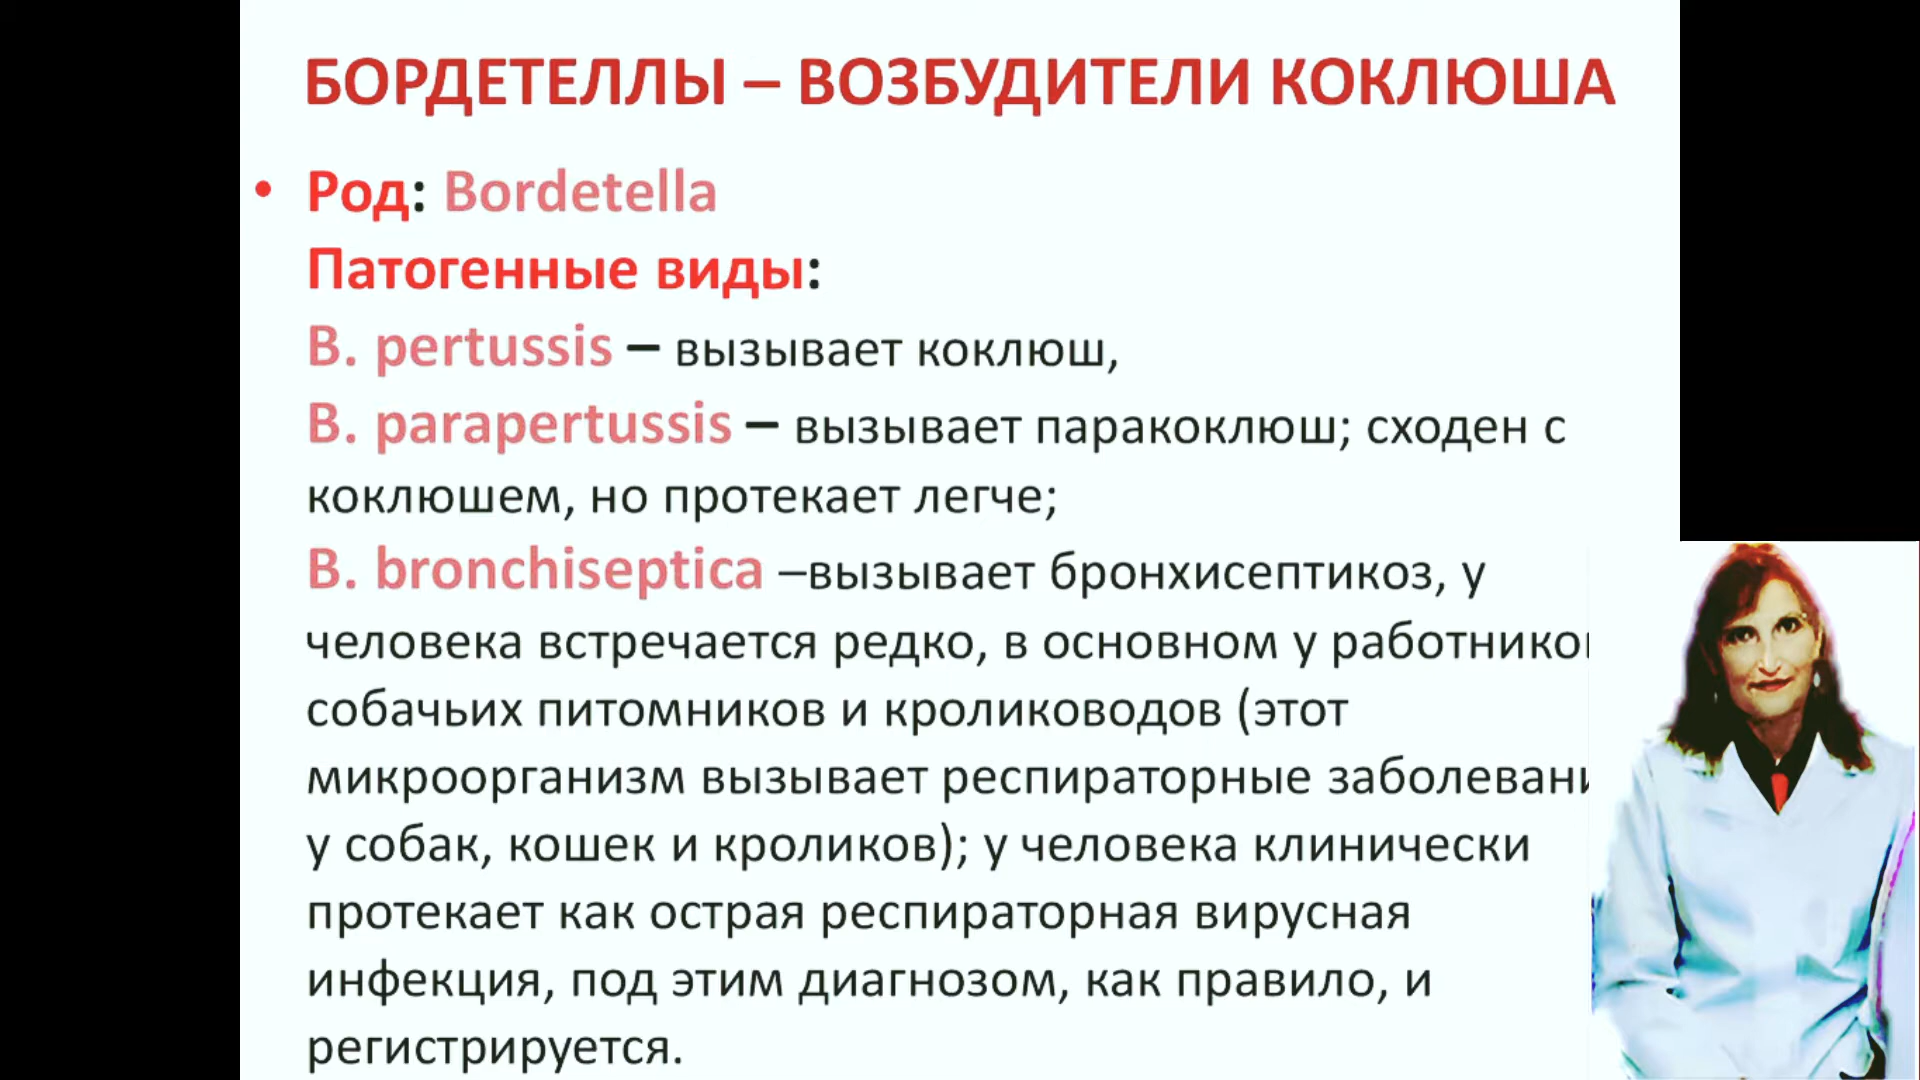 БОРДЕТЕЛЛЫ – ВОЗБУДИТЕЛИ КОКЛЮША
• Род: Bordetella
Патогенные виды:
B. pertussis – вызывает коклюш,
B. parapertussis – вызывает паракоклюш; сходен с
коклюшем, но протекает легче;
B. bronchiseptica –вызывает бронхисептикоз, у
человека встречается редко, в основном у
собачьих питомников и кролиководов (этот
микроорганизм вызывает респираторные
у собак, кошек и кроликов); у человека клинически
протекает как острая респираторная вирусная
инфекция, под этим диагнозом, как правило, и
регистрируется.